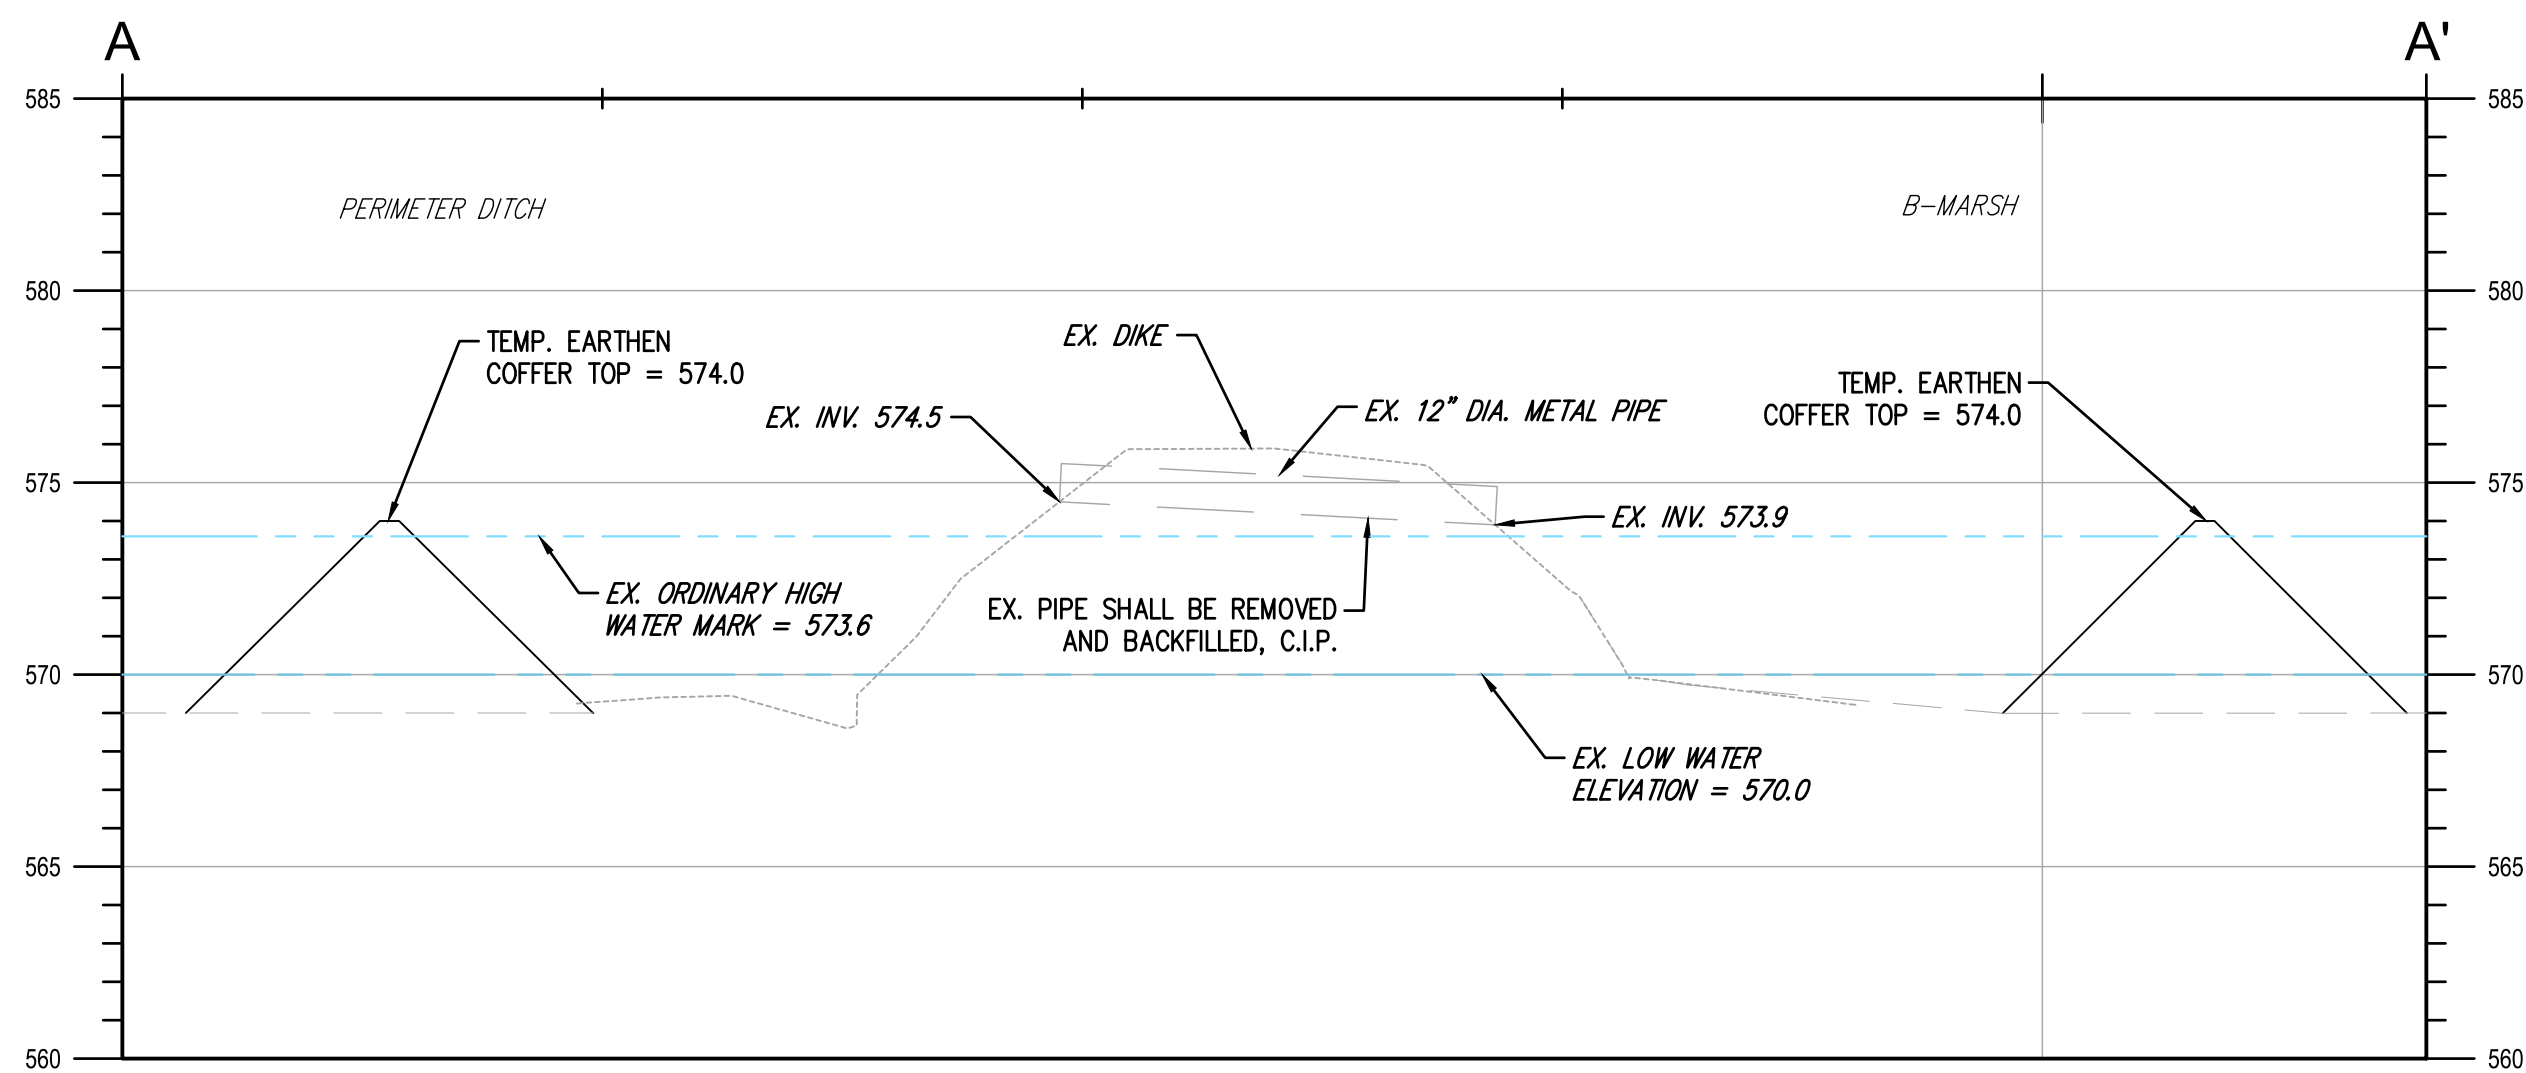 A A'
585 585
PERIMETER DITCH
B-MARSH
580 580
TEMP. EARTHEN
COFFER TOP = 574.0
EX. DIKE
EX. INV. 574.5
EX. 12" DIA. METAL PIPE
TEMP. EARTHEN
COFFER TOP = 574.0
575 575
EX. INV. 573.9
EX. ORDINARY HIGH
WATER MARK = 573.6
EX. PIPE SHALL BE REMOVED
AND BACKFILLED, C.I.P.
570 570
EX. LOW WATER
ELEVATION = 570.0
565 565
560 560